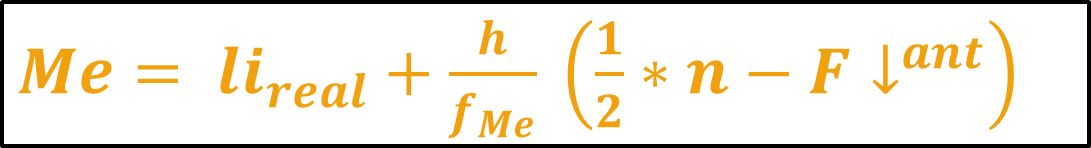 Me = li_real + h/f_Me (1/2 * n − F ↓^ant)